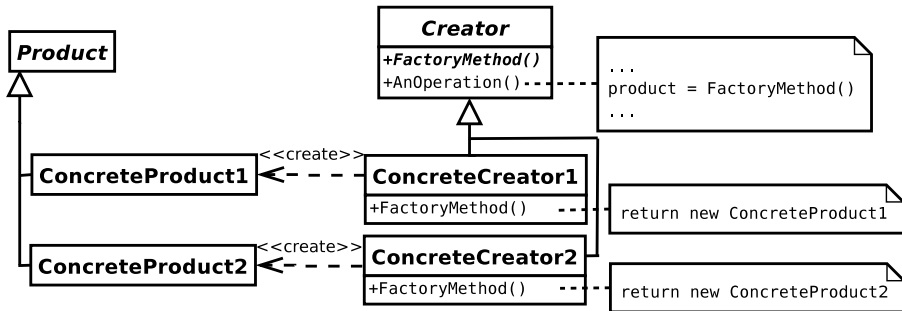 Creator
Product
+FactoryMethod()
+AnOperation()
...
product = FactoryMethod()
...
<<create>>
ConcreteProduct1
ConcreteCreator1
+FactoryMethod()
return new ConcreteProduct1
<<create>>
ConcreteProduct2
ConcreteCreator2
+FactoryMethod()
return new ConcreteProduct2